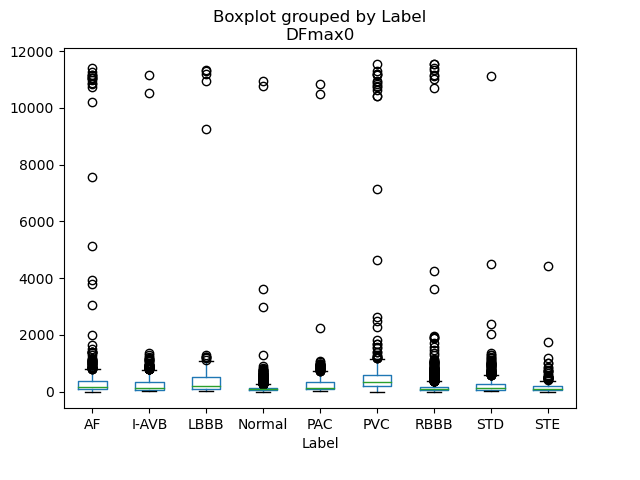 Boxplot grouped by Label
DFmax0
12000
10000
8000
6000
4000
2000
0
AF I-AVB LBBB Normal PAC PVC RBBB STD STE
Label